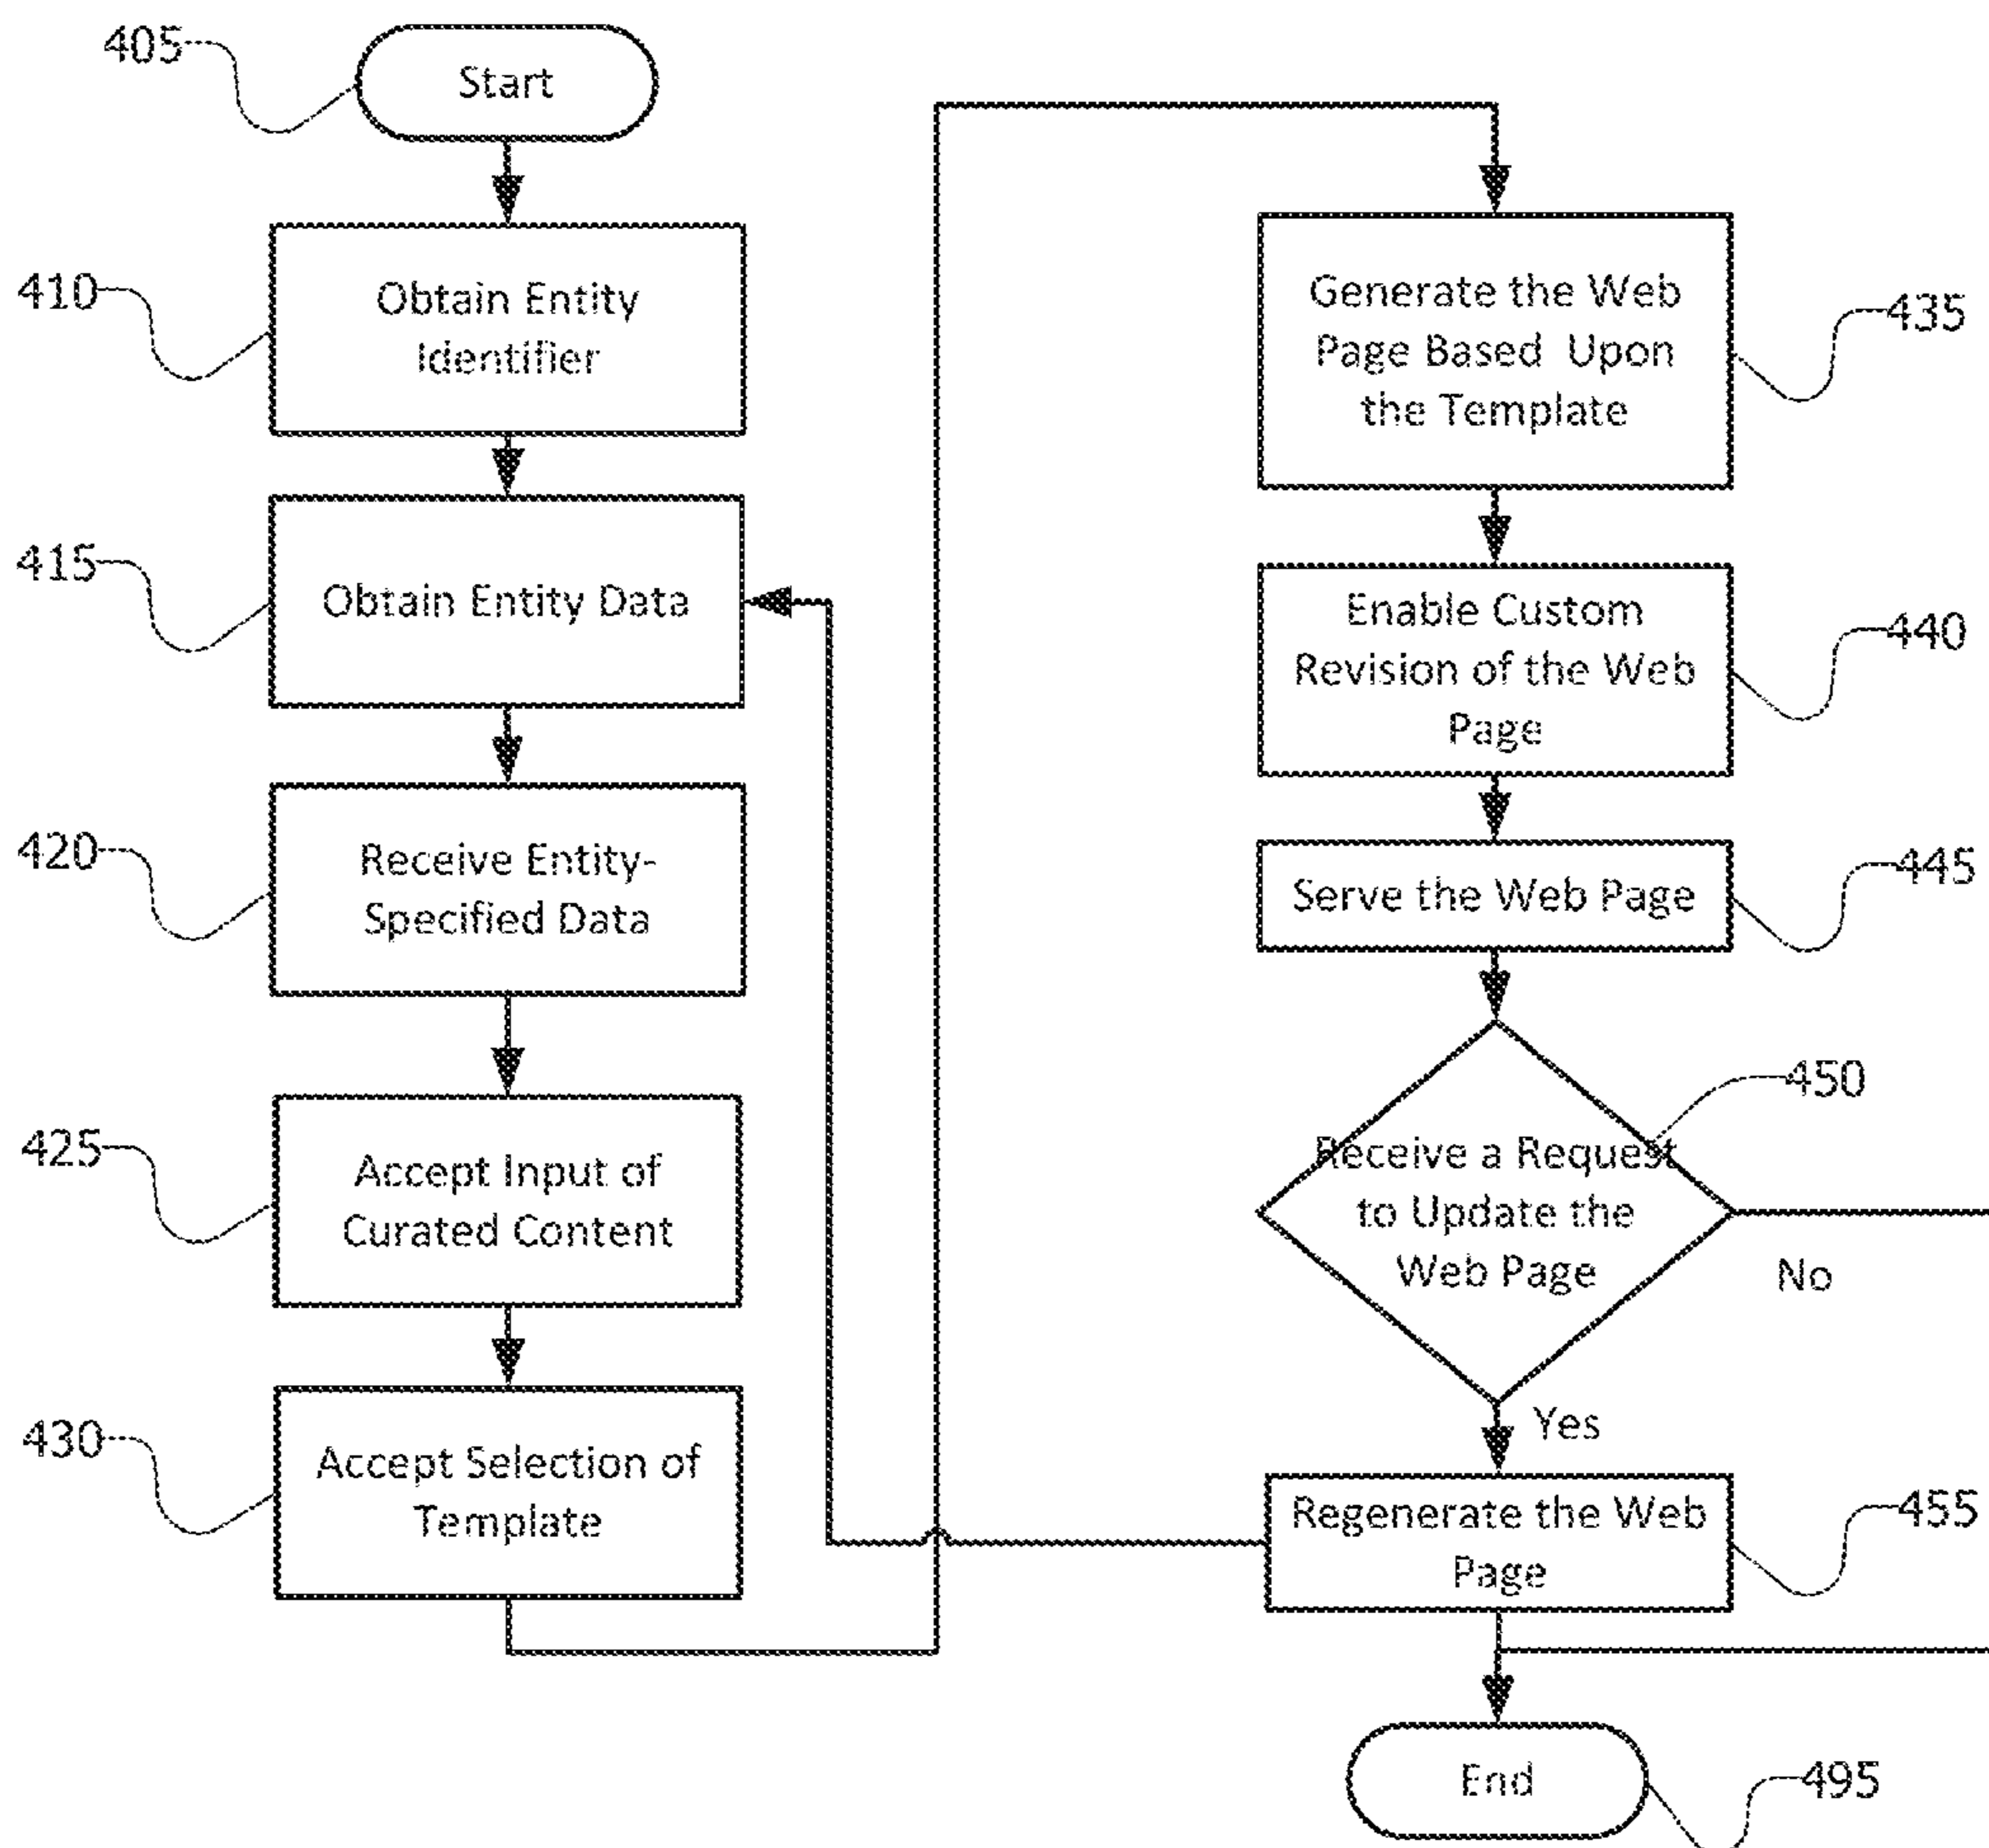 405
Start
410
Obtain Entity
Identifier
415
Obtain Entity Data
420
Receive Entity-
Specified Data
425
Accept Input of
Curated Content
430
Accept Selection of
Template
Generate the Web
Page Based Upon
the Template
435
Enable Custom
Revision of the Web
Page
440
Serve the Web Page
445
450
Receive a Request
to Update the
Web Page
No
Yes
Regenerate the Web
Page
455
End
495